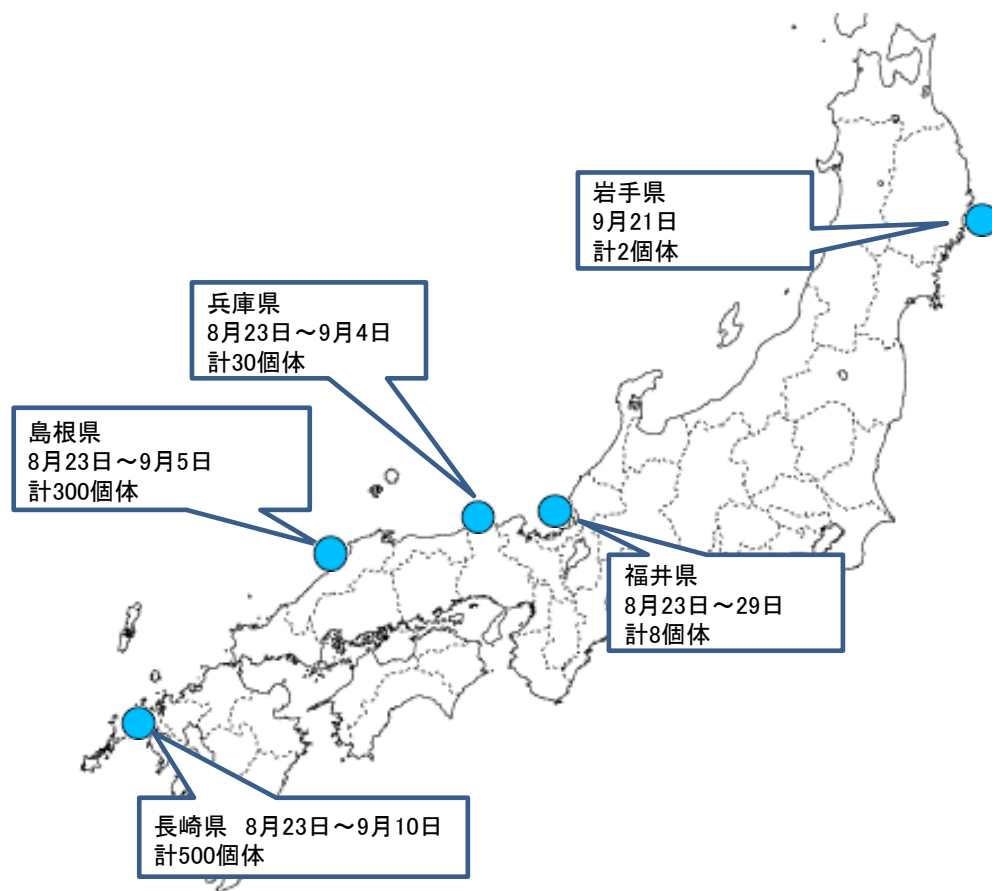 岩手県
9月21日
計2個体
兵庫県
8月23日～9月4日
計30個体
島根県
8月23日～9月5日
計300個体
福井県
8月23日～29日
計8個体
長崎県　8月23日～9月10日
計500個体